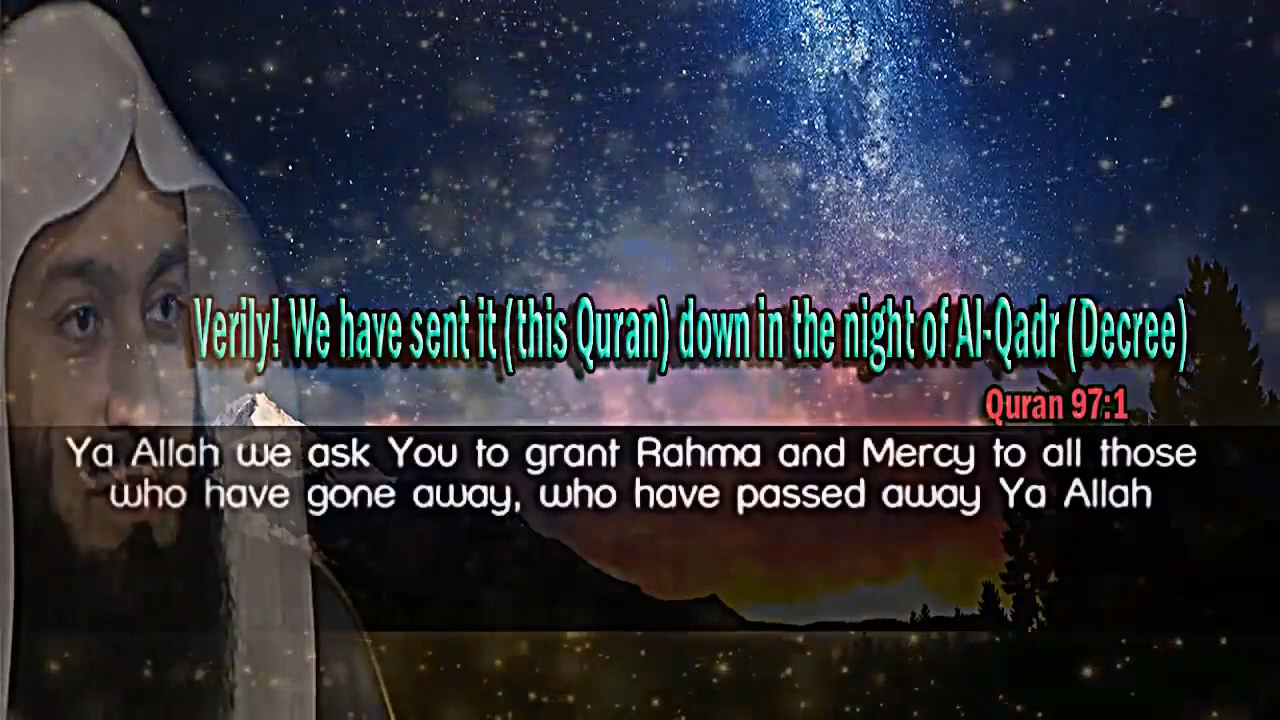 Verily! We have sent it (this Quran) down in the night of Al-Qadr (Decree)
Quran 97:1
Ya Allah we ask You to grant Rahma and Mercy to all those
who have gone away, who have passed away Ya Allah